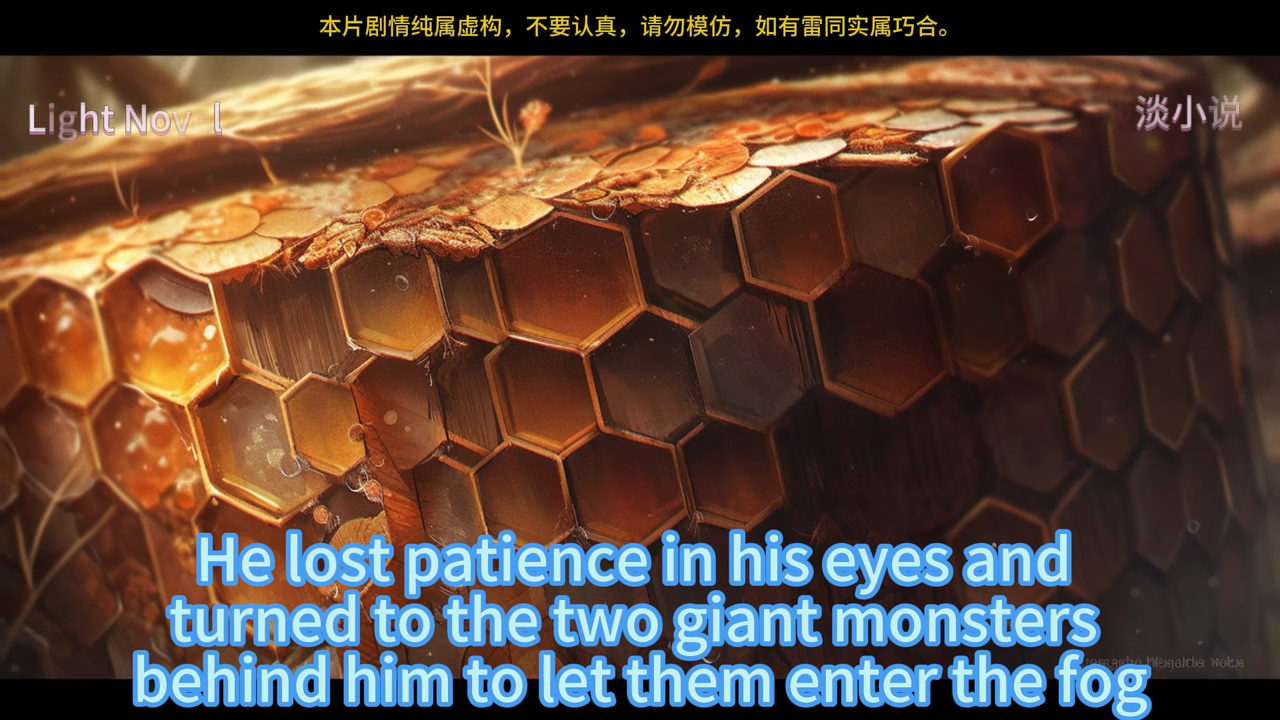 本片剧情纯属虚构，不要认真，请勿模仿，如有雷同实属巧合。
Light Nov l
淡小说
He lost patience in his eyes and
turned to the two giant monsters
behind him to let them enter the fog